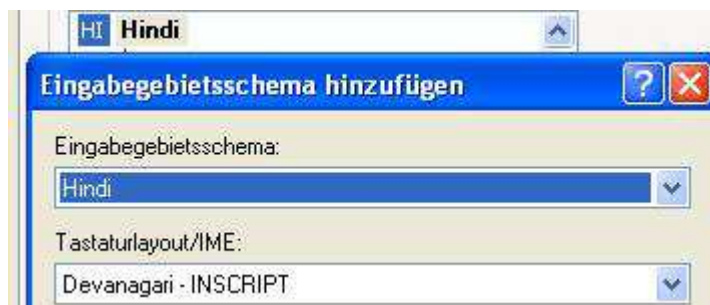 HI Hindi
Eingabegebietsschema hinzufügen
Eingabegebietsschema:
Hindi
Tastaturlayout/IME:
Devanagari - INSCRIPT